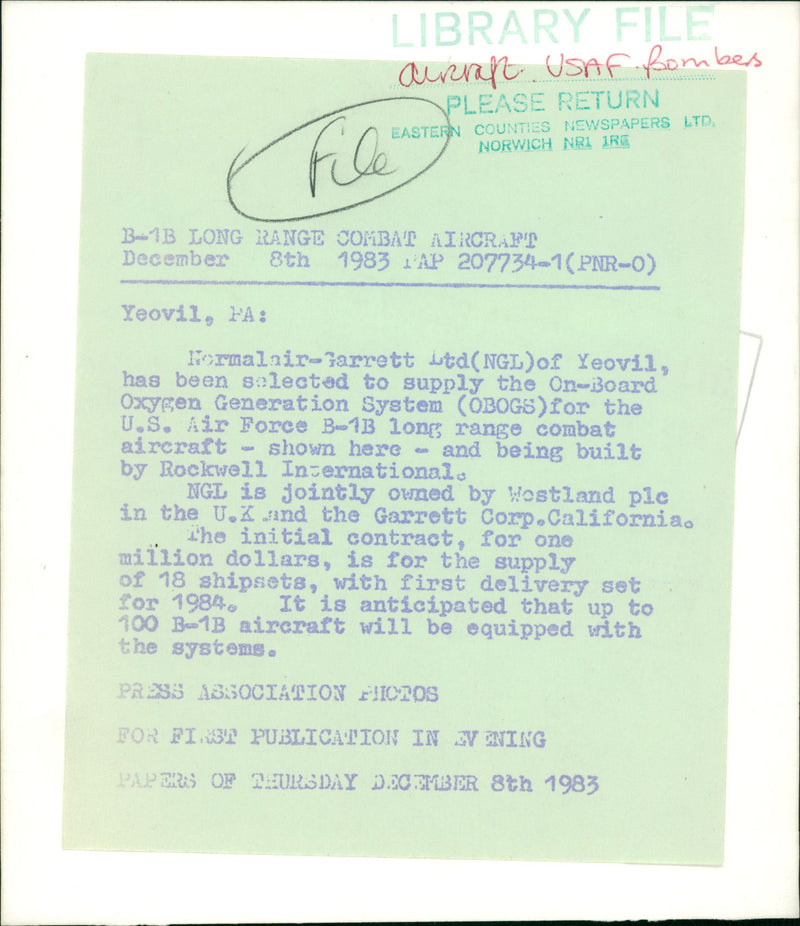 LIBRARY FILE
Aircraft. USAF. Bombers
PLEASE RETURN
EASTERN COUNTIES NEWSPAPERS LTD.
NORWICH NR1 1RE
File
B-1B LONG RANGE COMBAT AIRCRAFT
December 8th 1983 PAP 207734-1(PNR-O)
Yeovil, PA:
Normalair-Garrett Ltd(NGL)of Yeovil,
has been selected to supply the On-Board
Oxygen Generation System (OBOGS)for the
U.S. Air Force B-1B long range combat
aircraft - shown here - and being built
by Rockwell International.
NGL is jointly owned by Westland plc
in the U.K.and the Garrett Corp.California.
The initial contract, for one
million dollars, is for the supply
of 18 shipsets, with first delivery set
for 1984. It is anticipated that up to
100 B-1B aircraft will be equipped with
the systems.
PRESS ASSOCIATION PHOTOS
FOR FIRST PUBLICATION IN EVENING
PAPERS OF THURSDAY DECEMBER 8th 1983